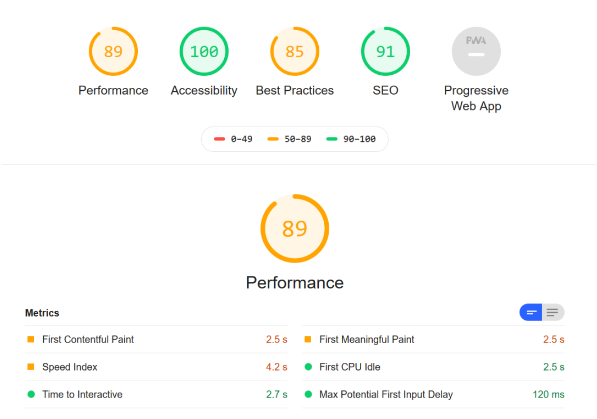 89
100
85
91
PWA
Performance
Accessibility
Best Practices
SEO
Progressive
Web App
0–49
50–89
90–100
89
Performance
Metrics
First Contentful Paint 2.5 s
First Meaningful Paint 2.5 s
Speed Index 4.2 s
First CPU Idle 2.5 s
Time to Interactive 2.7 s
Max Potential First Input Delay 120 ms